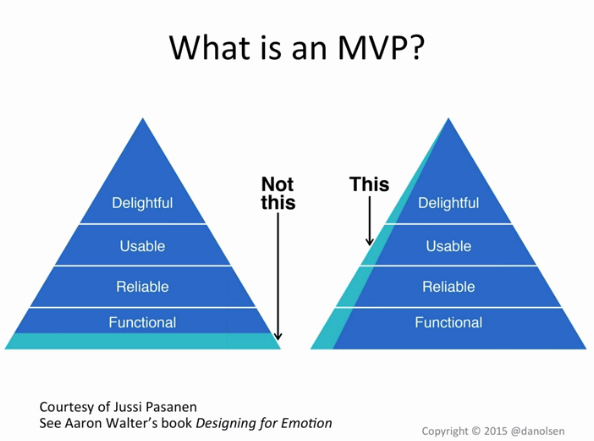 What is an MVP?
Not
this
This
Delightful
Usable
Reliable
Functional
Delightful
Usable
Reliable
Functional
Courtesy of Jussi Pasanen
See Aaron Walter's book Designing for Emotion
Copyright © 2015 @danolsen